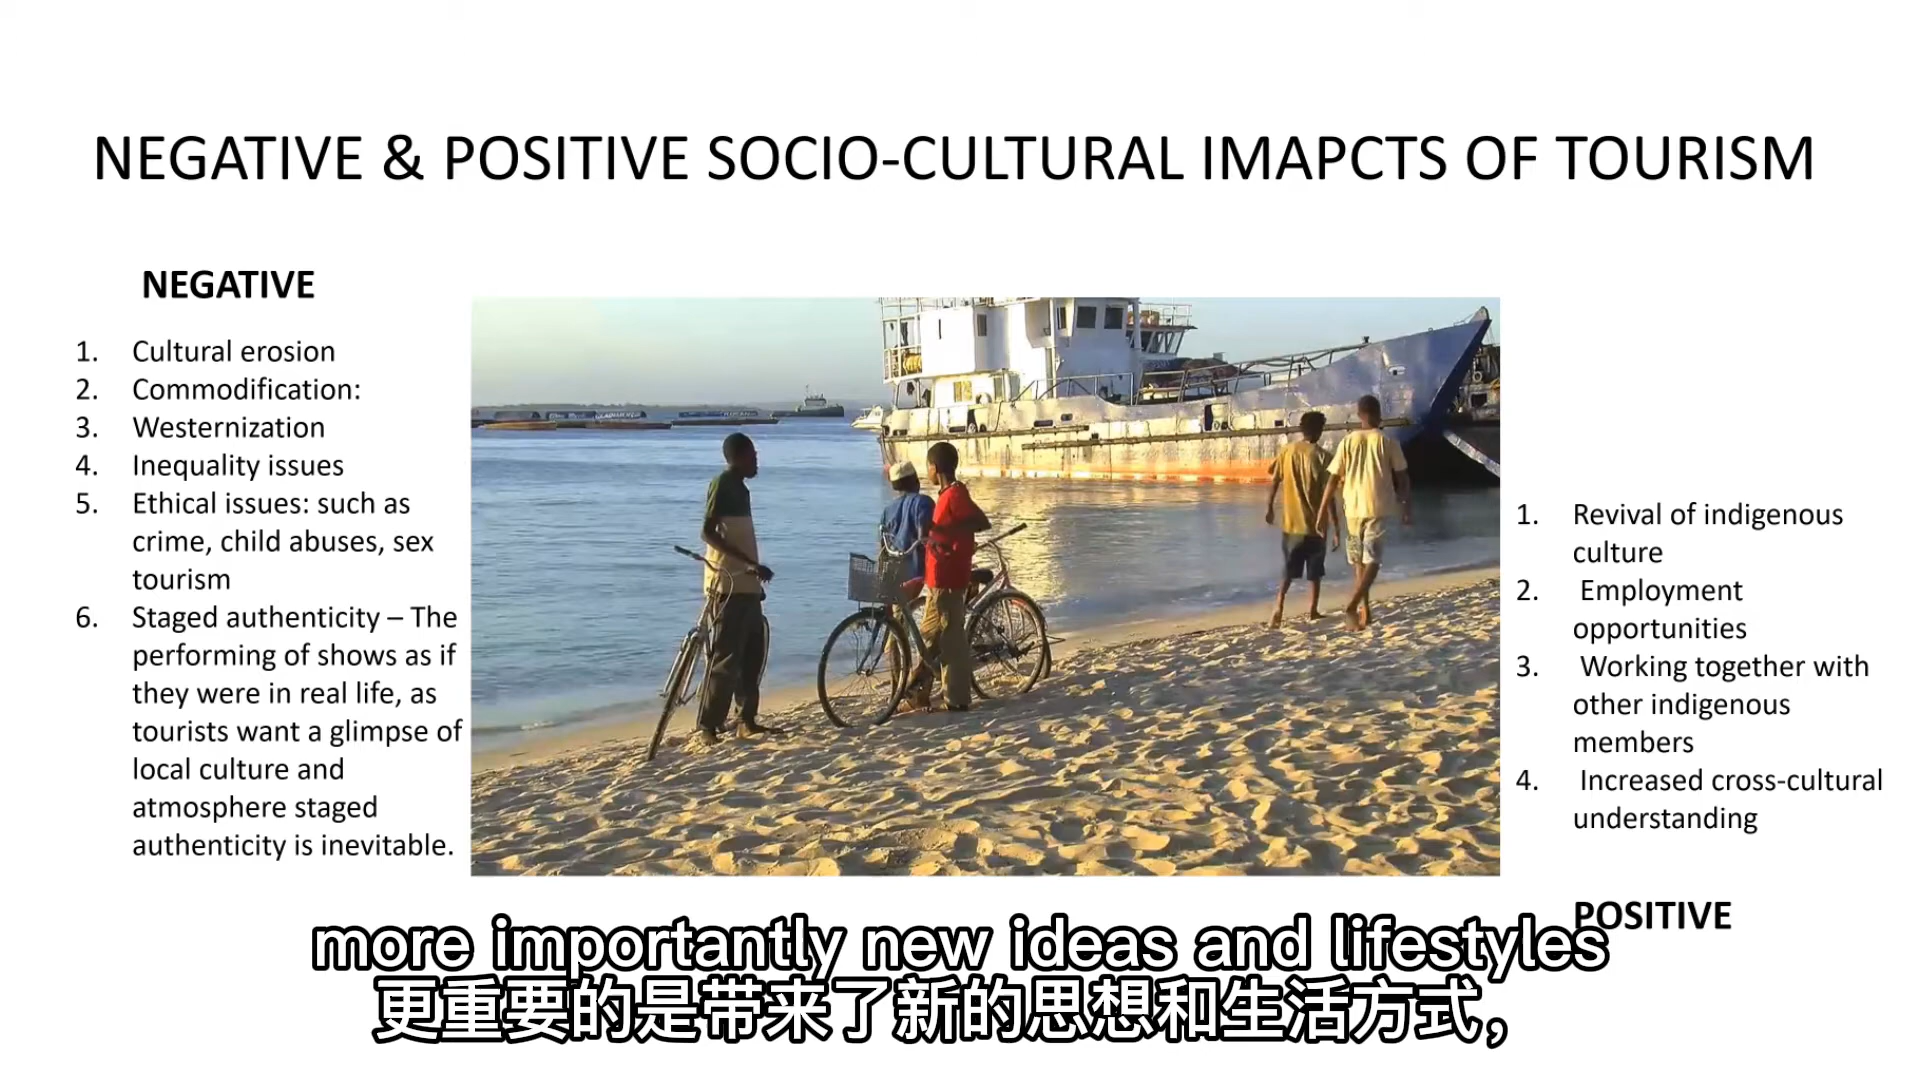 NEGATIVE & POSITIVE SOCIO-CULTURAL IMAPCTS OF TOURISM
NEGATIVE
1. Cultural erosion
2. Commodification:
3. Westernization
4. Inequality issues
5. Ethical issues: such as
crime, child abuses, sex
tourism
6. Staged authenticity – The
performing of shows as if
they were in real life, as
tourists want a glimpse of
local culture and
atmosphere staged
authenticity is inevitable.
1. Revival of indigenous
culture
2. Employment
opportunities
3. Working together with
other indigenous
members
4. Increased cross-cultural
understanding
POSITIVE
more importantly new ideas and lifestyles
更重要的是带来了新的思想和生活方式，